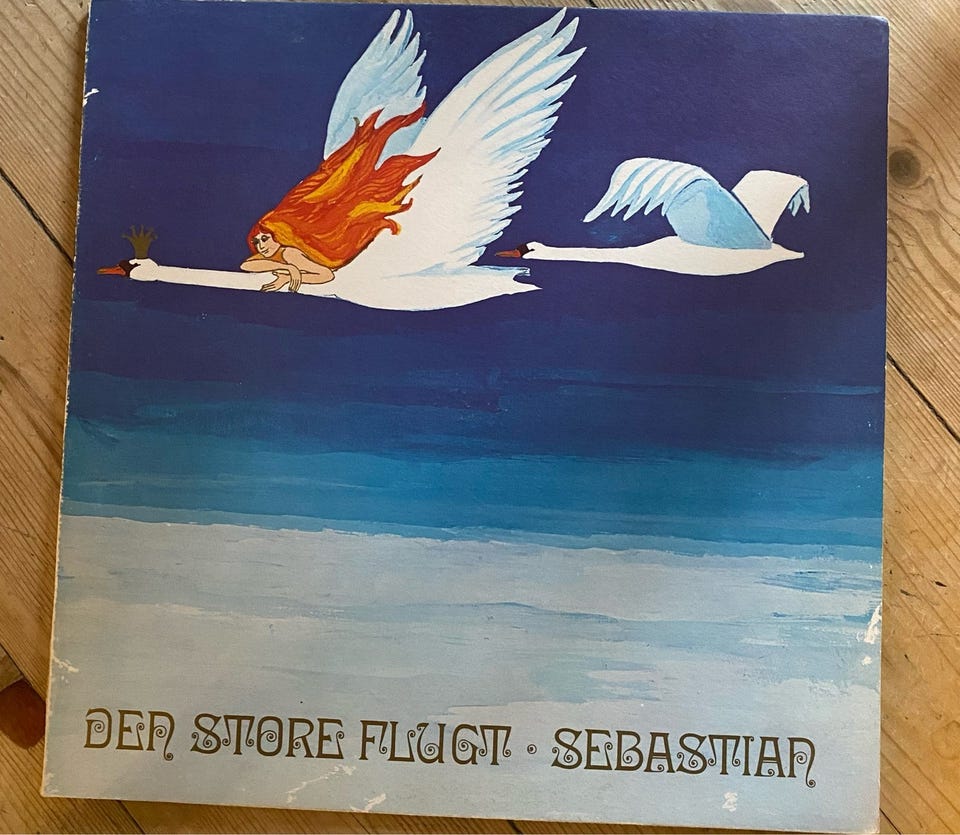 DEN STORE FLUGT · SEBASTIAN